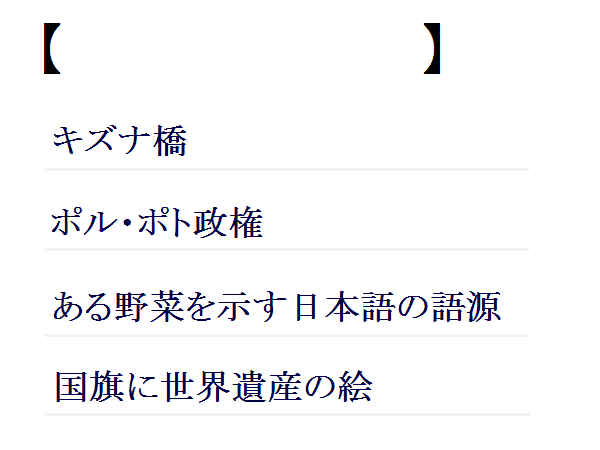 【　　　　　　　　　　】
キズナ橋
ポル・ポト政権
ある野菜を示す日本語の語源
国旗に世界遺産の絵